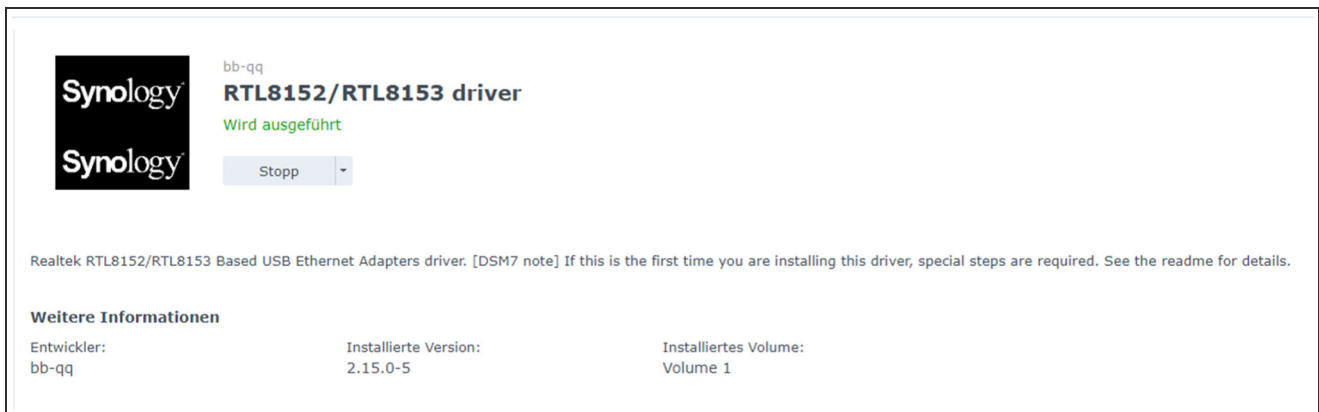 Synology
Synology
bb-qq
RTL8152/RTL8153 driver
Wird ausgeführt
Stopp
Realtek RTL8152/RTL8153 Based USB Ethernet Adapters driver. [DSM7 note] If this is the first time you are installing this driver, special steps are required. See the readme for details.
Weitere Informationen
Entwickler:
bb-qq
Installierte Version:
2.15.0-5
Installiertes Volume:
Volume 1